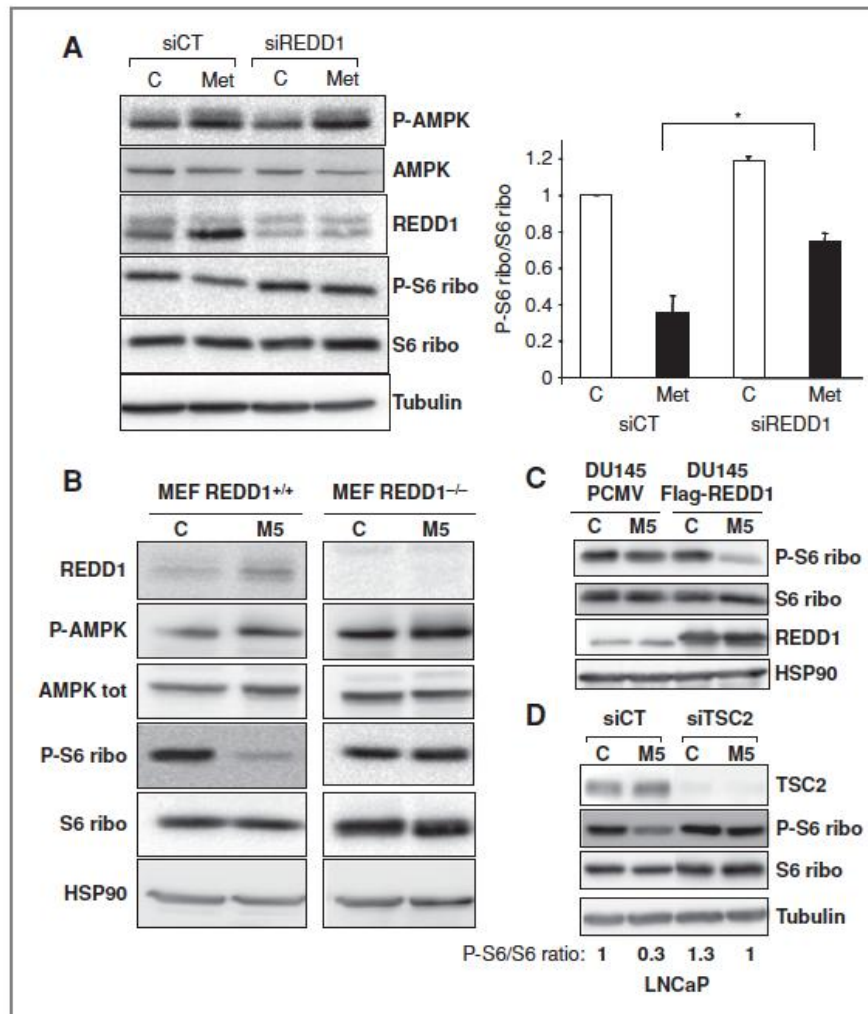 A
siCT siREDD1
C Met C Met
P-AMPK
AMPK
REDD1
P-S6 ribo
S6 ribo
Tubulin
*
P-S6 ribo/S6 ribo
1.2
1
0.8
0.6
0.4
0.2
0
C Met C Met
siCT siREDD1
B
MEF REDD1+/+ MEF REDD1–/–
C M5 C M5
REDD1
P-AMPK
AMPK tot
P-S6 ribo
S6 ribo
HSP90
C
DU145 DU145
PCMV Flag-REDD1
C M5 C M5
P-S6 ribo
S6 ribo
REDD1
HSP90
D
siCT siTSC2
C M5 C M5
TSC2
P-S6 ribo
S6 ribo
Tubulin
P-S6/S6 ratio: 1 0.3 1.3 1
LNCaP